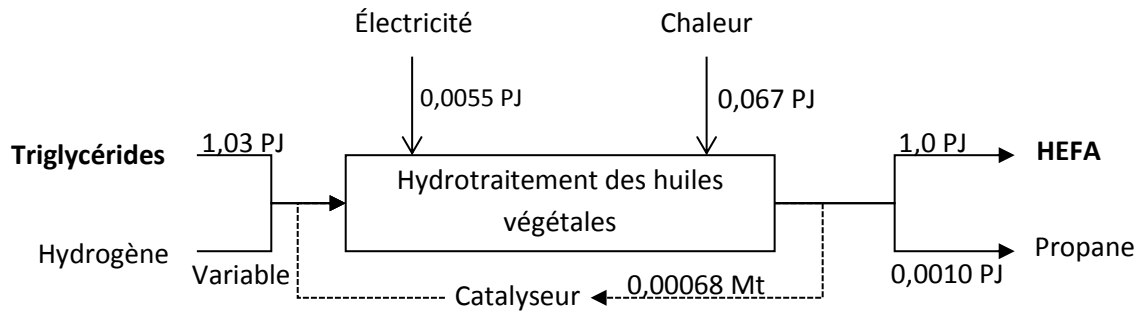 Électricité
Chaleur
0,0055 PJ
0,067 PJ
Triglycérides
1,03 PJ
1,0 PJ
HEFA
Hydrotraitement des huiles
végétales
Hydrogène
Variable
Propane
0,0010 PJ
Catalyseur
0,00068 Mt